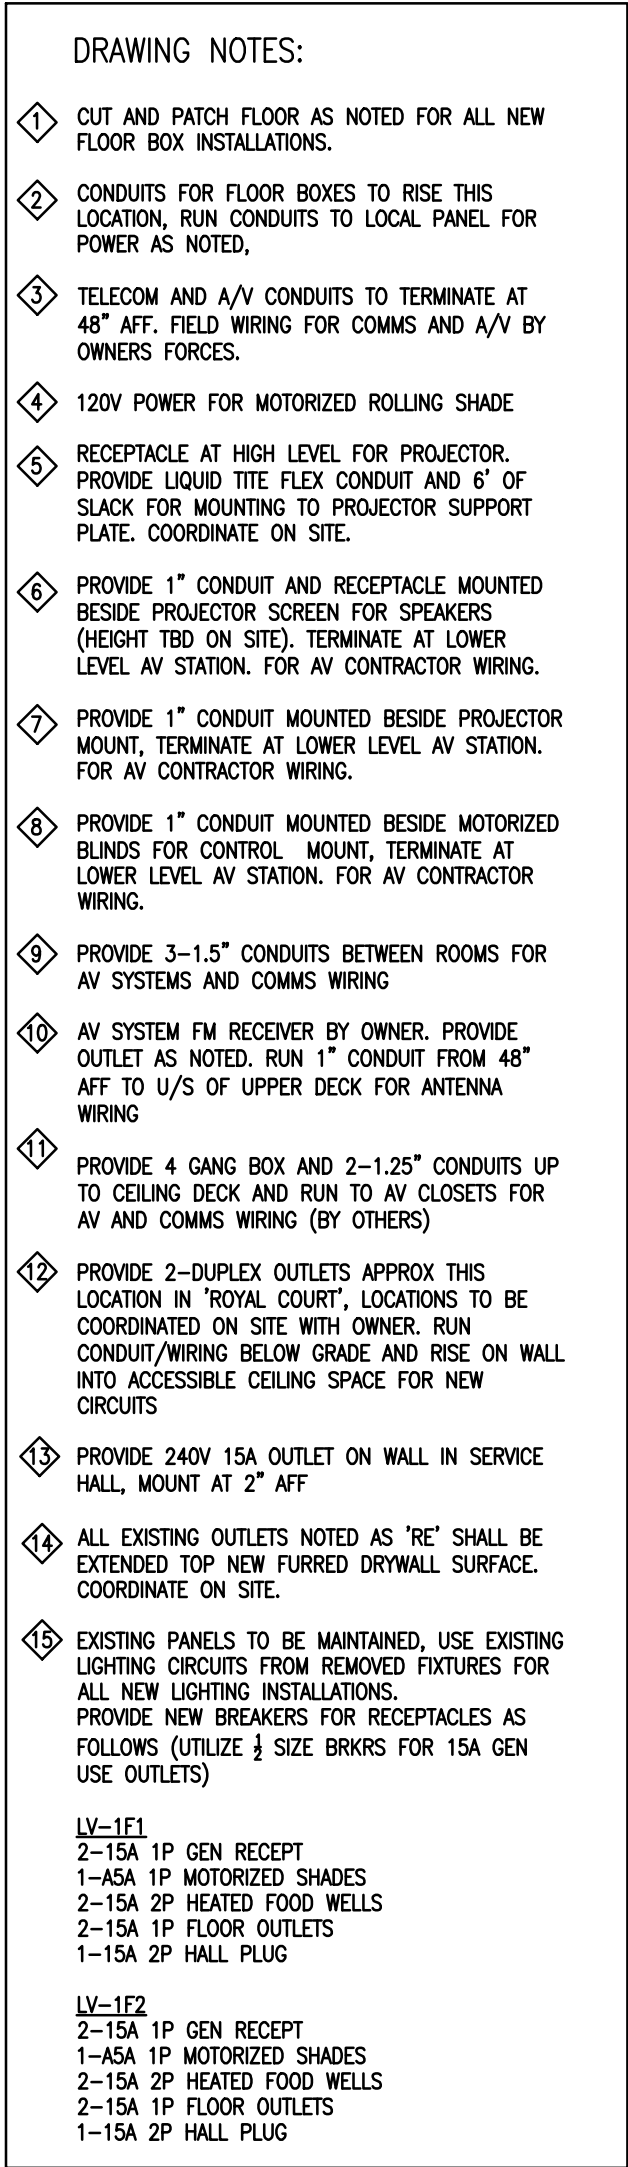 DRAWING NOTES:
1 CUT AND PATCH FLOOR AS NOTED FOR ALL NEW
FLOOR BOX INSTALLATIONS.
2 CONDUITS FOR FLOOR BOXES TO RISE THIS
LOCATION, RUN CONDUITS TO LOCAL PANEL FOR
POWER AS NOTED,
3 TELECOM AND A/V CONDUITS TO TERMINATE AT
48" AFF. FIELD WIRING FOR COMMS AND A/V BY
OWNERS FORCES.
4 120V POWER FOR MOTORIZED ROLLING SHADE
5 RECEPTACLE AT HIGH LEVEL FOR PROJECTOR.
PROVIDE LIQUID TITE FLEX CONDUIT AND 6' OF
SLACK FOR MOUNTING TO PROJECTOR SUPPORT
PLATE. COORDINATE ON SITE.
6 PROVIDE 1" CONDUIT AND RECEPTACLE MOUNTED
BESIDE PROJECTOR SCREEN FOR SPEAKERS
(HEIGHT TBD ON SITE). TERMINATE AT LOWER
LEVEL AV STATION. FOR AV CONTRACTOR WIRING.
7 PROVIDE 1" CONDUIT MOUNTED BESIDE PROJECTOR
MOUNT, TERMINATE AT LOWER LEVEL AV STATION.
FOR AV CONTRACTOR WIRING.
8 PROVIDE 1" CONDUIT MOUNTED BESIDE MOTORIZED
BLINDS FOR CONTROL MOUNT, TERMINATE AT
LOWER LEVEL AV STATION. FOR AV CONTRACTOR
WIRING.
9 PROVIDE 3-1.5" CONDUITS BETWEEN ROOMS FOR
AV SYSTEMS AND COMMS WIRING
10 AV SYSTEM FM RECEIVER BY OWNER. PROVIDE
OUTLET AS NOTED. RUN 1" CONDUIT FROM 48"
AFF TO U/S OF UPPER DECK FOR ANTENNA
WIRING
11
PROVIDE 4 GANG BOX AND 2-1.25" CONDUITS UP
TO CEILING DECK AND RUN TO AV CLOSETS FOR
AV AND COMMS WIRING (BY OTHERS)
12 PROVIDE 2-DUPLEX OUTLETS APPROX THIS
LOCATION IN 'ROYAL COURT', LOCATIONS TO BE
COORDINATED ON SITE WITH OWNER. RUN
CONDUIT/WIRING BELOW GRADE AND RISE ON WALL
INTO ACCESSIBLE CEILING SPACE FOR NEW
CIRCUITS
13 PROVIDE 240V 15A OUTLET ON WALL IN SERVICE
HALL, MOUNT AT 2" AFF
14 ALL EXISTING OUTLETS NOTED AS 'RE' SHALL BE
EXTENDED TOP NEW FURRED DRYWALL SURFACE.
COORDINATE ON SITE.
15 EXISTING PANELS TO BE MAINTAINED, USE EXISTING
LIGHTING CIRCUITS FROM REMOVED FIXTURES FOR
ALL NEW LIGHTING INSTALLATIONS.
PROVIDE NEW BREAKERS FOR RECEPTACLES AS
FOLLOWS (UTILIZE ½ SIZE BRKRS FOR 15A GEN
USE OUTLETS)
LV-1F1
2-15A 1P GEN RECEPT
1-A5A 1P MOTORIZED SHADES
2-15A 2P HEATED FOOD WELLS
2-15A 1P FLOOR OUTLETS
1-15A 2P HALL PLUG
LV-1F2
2-15A 1P GEN RECEPT
1-A5A 1P MOTORIZED SHADES
2-15A 2P HEATED FOOD WELLS
2-15A 1P FLOOR OUTLETS
1-15A 2P HALL PLUG